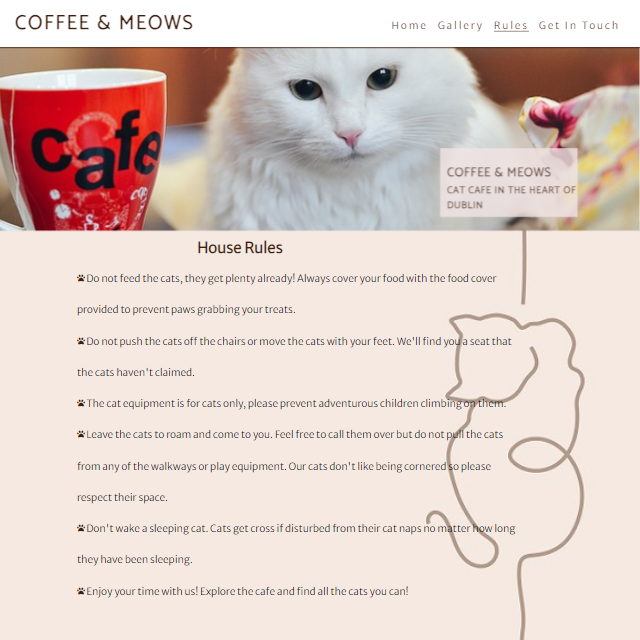 COFFEE & MEOWS
Home Gallery Rules Get In Touch
cafe
COFFEE & MEOWS
CAT CAFE IN THE HEART OF
DUBLIN
House Rules
Do not feed the cats, they get plenty already! Always cover your food with the food cover
provided to prevent paws grabbing your treats.
Do not push the cats off the chairs or move the cats with your feet. We'll find you a seat that
the cats haven't claimed.
The cat equipment is for cats only, please prevent adventurous children climbing on them.
Leave the cats to roam and come to you. Feel free to call them over but do not pull the cats
from any of the walkways or play equipment. Our cats don't like being cornered so please
respect their space.
Don't wake a sleeping cat. Cats get cross if disturbed from their cat naps no matter how long
they have been sleeping.
Enjoy your time with us! Explore the cafe and find all the cats you can!